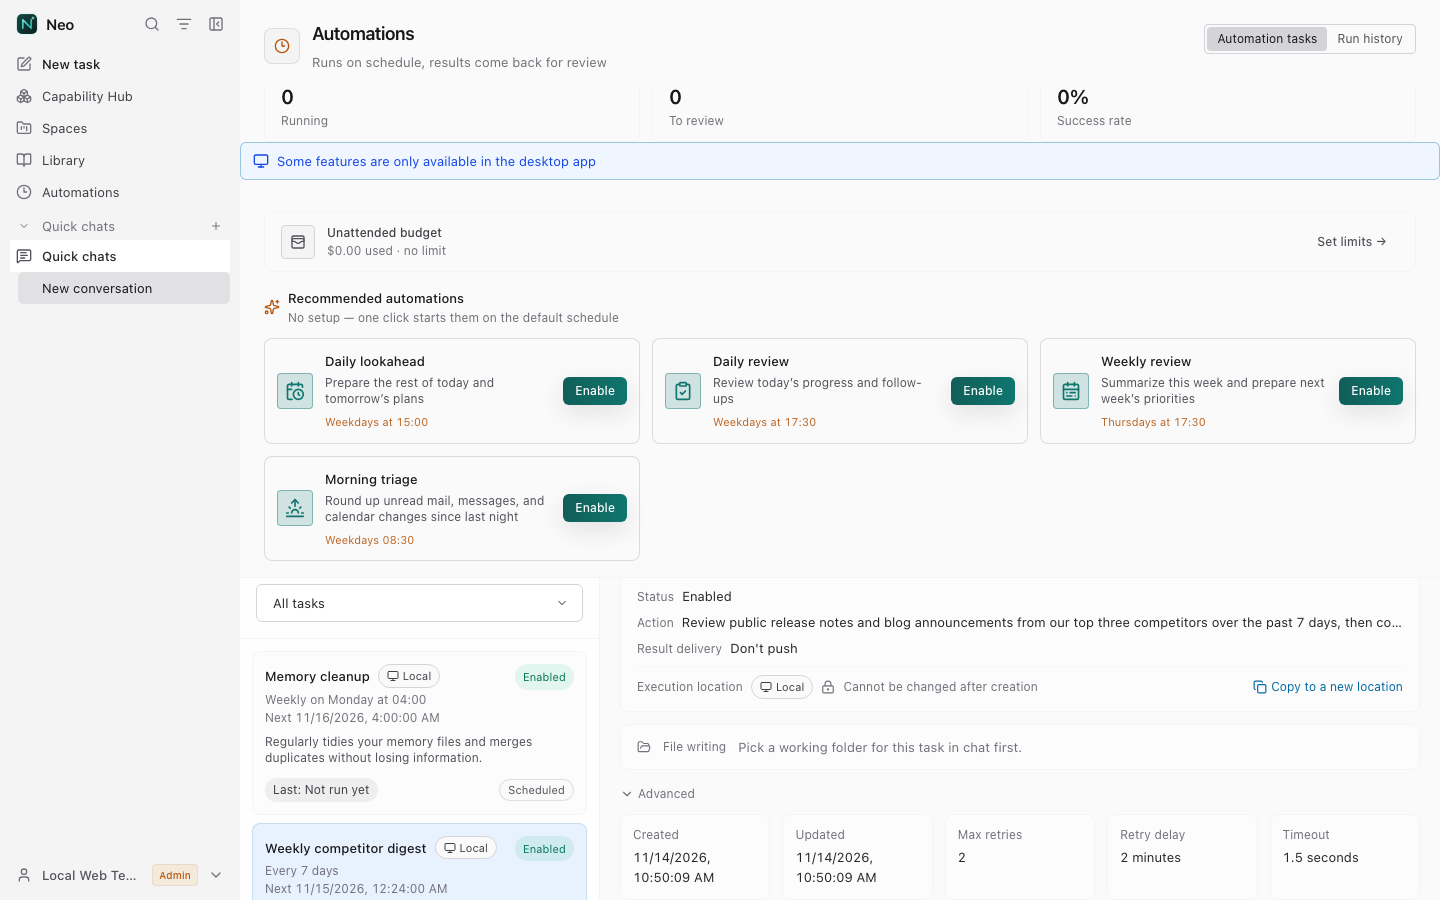 Neo
New task
Capability Hub
Spaces
Library
Automations
Quick chats
Quick chats
New conversation
Local Web Te...
Admin
Automations
Runs on schedule, results come back for review
Automation tasks
Run history
0
Running
0
To review
0%
Success rate
Some features are only available in the desktop app
Unattended budget
$0.00 used · no limit
Set limits →
Recommended automations
No setup — one click starts them on the default schedule
Daily lookahead
Prepare the rest of today and
tomorrow's plans
Weekdays at 15:00
Enable
Daily review
Review today's progress and follow-
ups
Weekdays at 17:30
Enable
Weekly review
Summarize this week and prepare next
week's priorities
Thursdays at 17:30
Enable
Morning triage
Round up unread mail, messages, and
calendar changes since last night
Weekdays 08:30
Enable
All tasks
Memory cleanup
Local
Enabled
Weekly on Monday at 04:00
Next 11/16/2026, 4:00:00 AM
Regularly tidies your memory files and merges
duplicates without losing information.
Last: Not run yet
Scheduled
Weekly competitor digest
Local
Enabled
Every 7 days
Next 11/15/2026, 12:24:00 AM
Status Enabled
Action Review public release notes and blog announcements from our top three competitors over the past 7 days, then co...
Result delivery Don't push
Execution location Local Cannot be changed after creation
Copy to a new location
File writing Pick a working folder for this task in chat first.
Advanced
Created
11/14/2026,
10:50:09 AM
Updated
11/14/2026,
10:50:09 AM
Max retries
2
Retry delay
2 minutes
Timeout
1.5 seconds